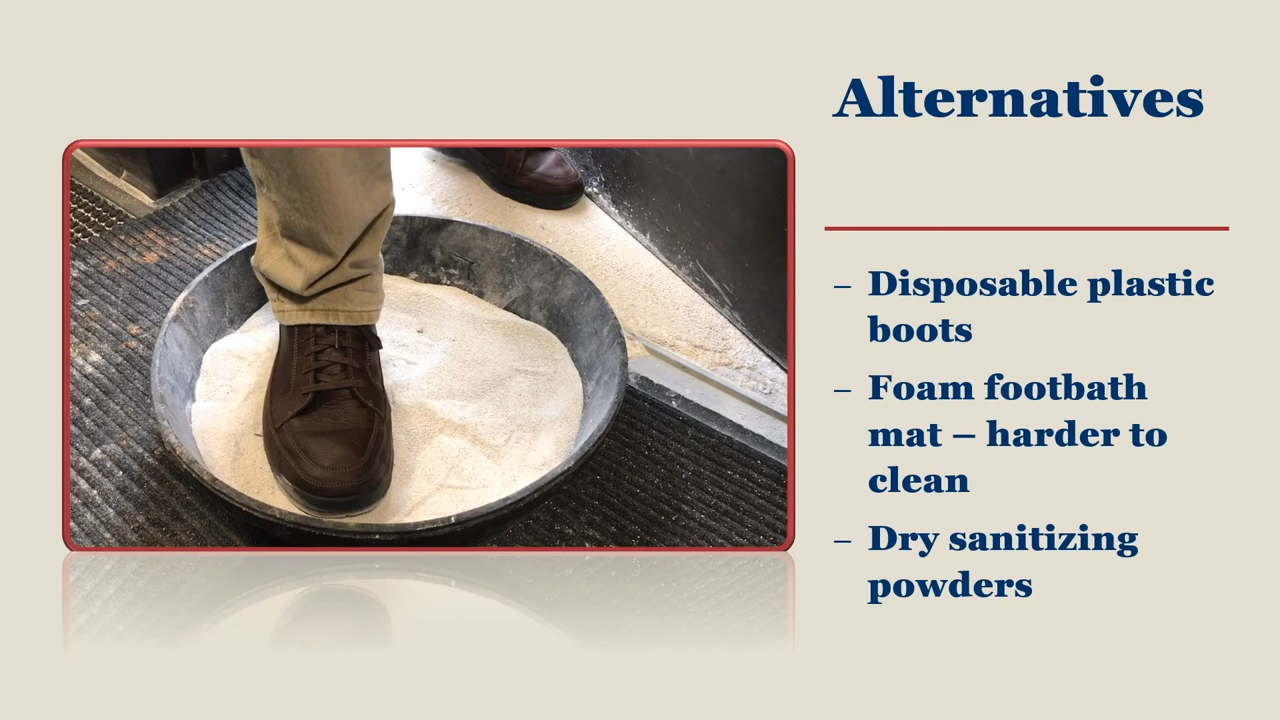 Alternatives
– Disposable plastic
boots
– Foam footbath
mat – harder to
clean
– Dry sanitizing
powders